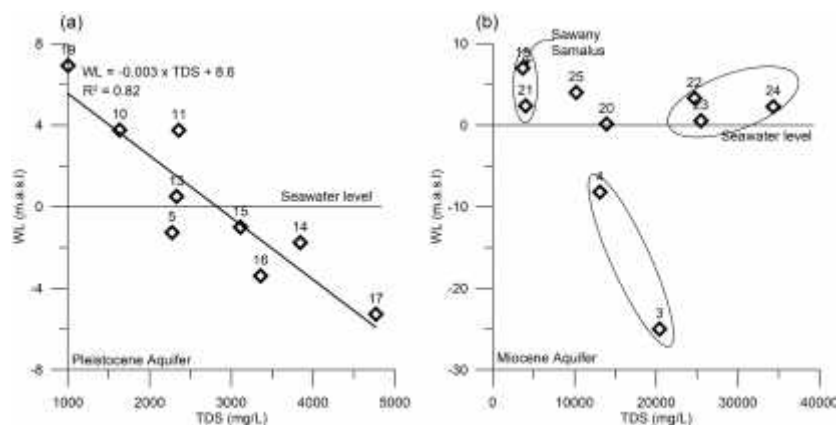 (a)
8
4
0
-4
-8
WL (m.a.s.l)
WL = -0.003 x TDS + 8.6
R² = 0.82
10
11
13
Seawater level
5
15
14
16
17
Pleistocene Aquifer
1000 2000 3000 4000 5000
TDS (mg/L)
(b)
10
0
-10
-20
-30
WL (m.a.s.l)
Sawany
Samalus
21
25
20
22
23
24
Seawater level
4
3
Miocene Aquifer
0 10000 20000 30000 40000
TDS (mg/L)